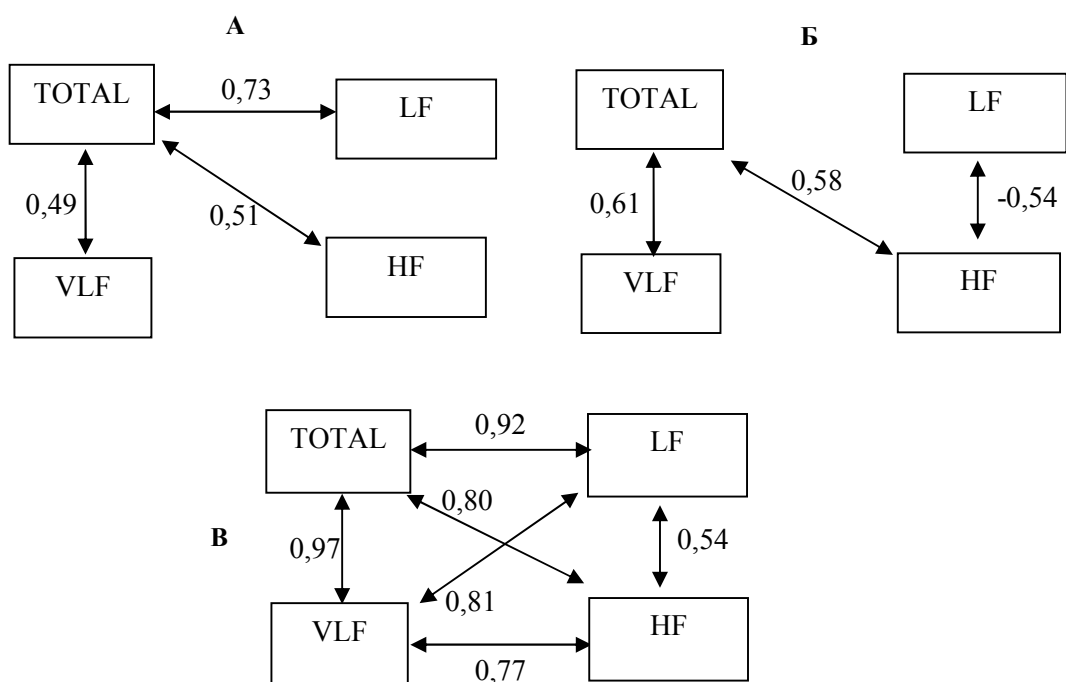 А
TOTAL
0,73
LF
0,49
0,51
VLF
HF
Б
TOTAL
LF
0,61
0,58
-0,54
VLF
HF
В
TOTAL
0,92
LF
0,97
0,80
0,54
0,81
VLF
HF
0,77